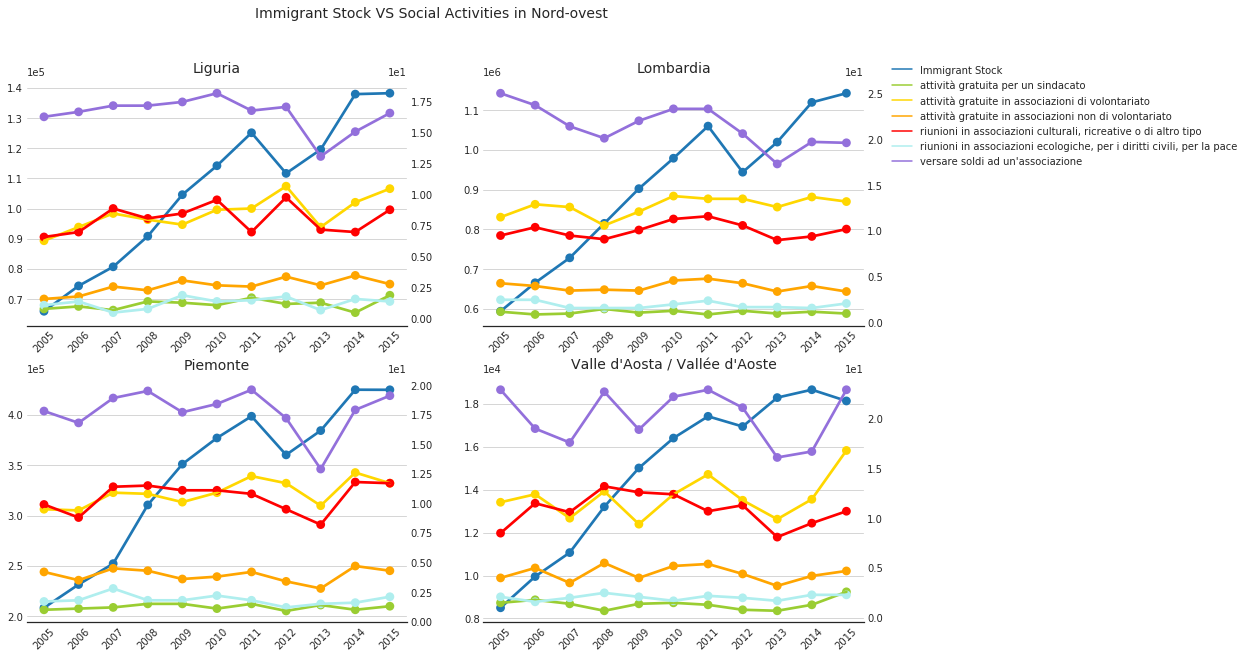 Immigrant Stock VS Social Activities in Nord-ovest
Liguria
1e5
1e1
1.4
1.3
1.2
1.1
1.0
0.9
0.8
0.7
1.75
1.50
1.25
1.00
0.75
0.50
0.25
0.00
2005 2006 2007 2008 2009 2010 2011 2012 2013 2014 2015
Lombardia
1e6
1e1
1.1
1.0
0.9
0.8
0.7
0.6
2.5
2.0
1.5
1.0
0.5
0.0
2005 2006 2007 2008 2009 2010 2011 2012 2013 2014 2015
Immigrant Stock
attività gratuita per un sindacato
attività gratuite in associazioni di volontariato
attività gratuite in associazioni non di volontariato
riunioni in associazioni culturali, ricreative o di altro tipo
riunioni in associazioni ecologiche, per i diritti civili, per la pace
versare soldi ad un'associazione
Piemonte
1e5
1e1
4.0
3.5
3.0
2.5
2.0
2.00
1.75
1.50
1.25
1.00
0.75
0.50
0.25
0.00
2005 2006 2007 2008 2009 2010 2011 2012 2013 2014 2015
Valle d'Aosta / Vallée d'Aoste
1e4
1e1
1.8
1.6
1.4
1.2
1.0
0.8
2.0
1.5
1.0
0.5
0.0
2005 2006 2007 2008 2009 2010 2011 2012 2013 2014 2015